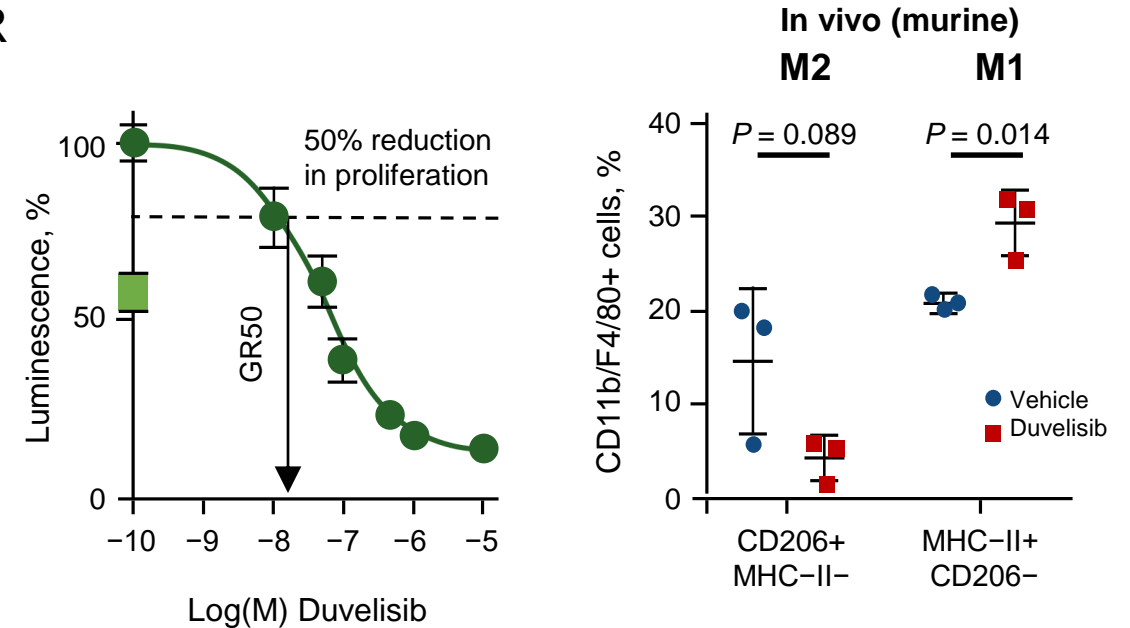 R
50% reduction
in proliferation
Luminescence, %
100
50
0
GR50
−10 −9 −8 −7 −6 −5
Log(M) Duvelisib
In vivo (murine)
M2 M1
P = 0.089 P = 0.014
CD11b/F4/80+ cells, %
40
30
20
10
0
Vehicle
Duvelisib
CD206+
MHC−II−
MHC−II+
CD206−